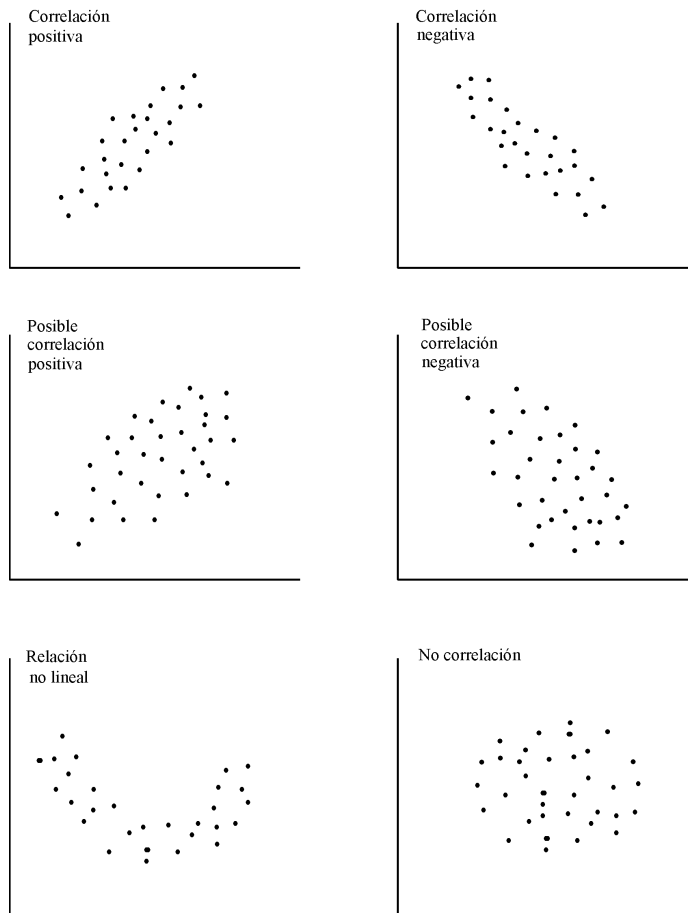 Correlación
positiva
Correlación
negativa
Posible
correlación
positiva
Posible
correlación
negativa
Relación
no lineal
No correlación